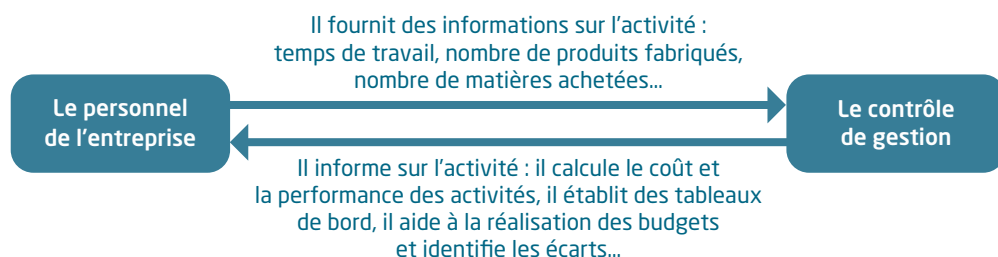 Il fournit des informations sur l'activité :
temps de travail, nombre de produits fabriqués,
nombre de matières achetées...
Le personnel
de l'entreprise
Le contrôle
de gestion
Il informe sur l'activité : il calcule le coût et
la performance des activités, il établit des tableaux
de bord, il aide à la réalisation des budgets
et identifie les écarts...